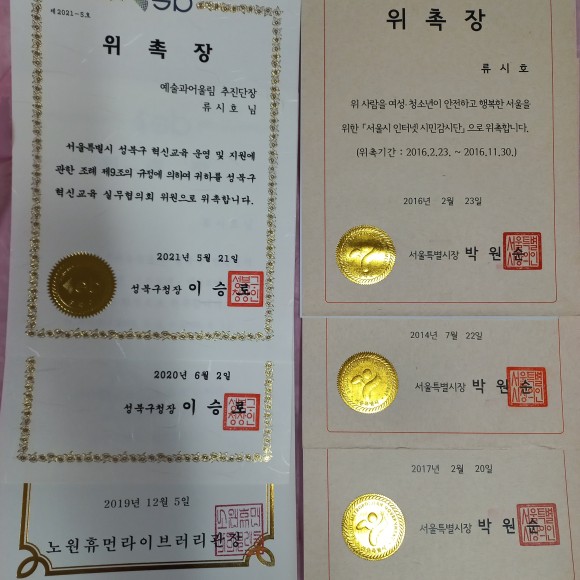 제2021-5호
위 촉 장
예술과어울림 추진단장
류시호 님
서울특별시 성북구 혁신교육 운영 및 지원에
관한 조례 제9조의 규정에 의하여 귀하를 성북구
혁신교육 실무협의회 위원으로 위촉합니다.
2021년 5월 21일
성북구청장 이 승 로
2020년 6월 2일
성북구청장 이 승 로
2019년 12월 5일
노원휴먼라이브러리관장
위 촉 장
류 시 호
위 사람을 여성·청소년이 안전하고 행복한 서울을
위한 「서울시 인터넷 시민감시단」으로 위촉합니다.
(위촉기간 : 2016.2.23. ~ 2016.11.30.)
2016년 2월 23일
서울특별시장 박 원 순
2014년 7월 22일
서울특별시장 박 원 순
2017년 2월 20일
서울특별시장 박 원 순